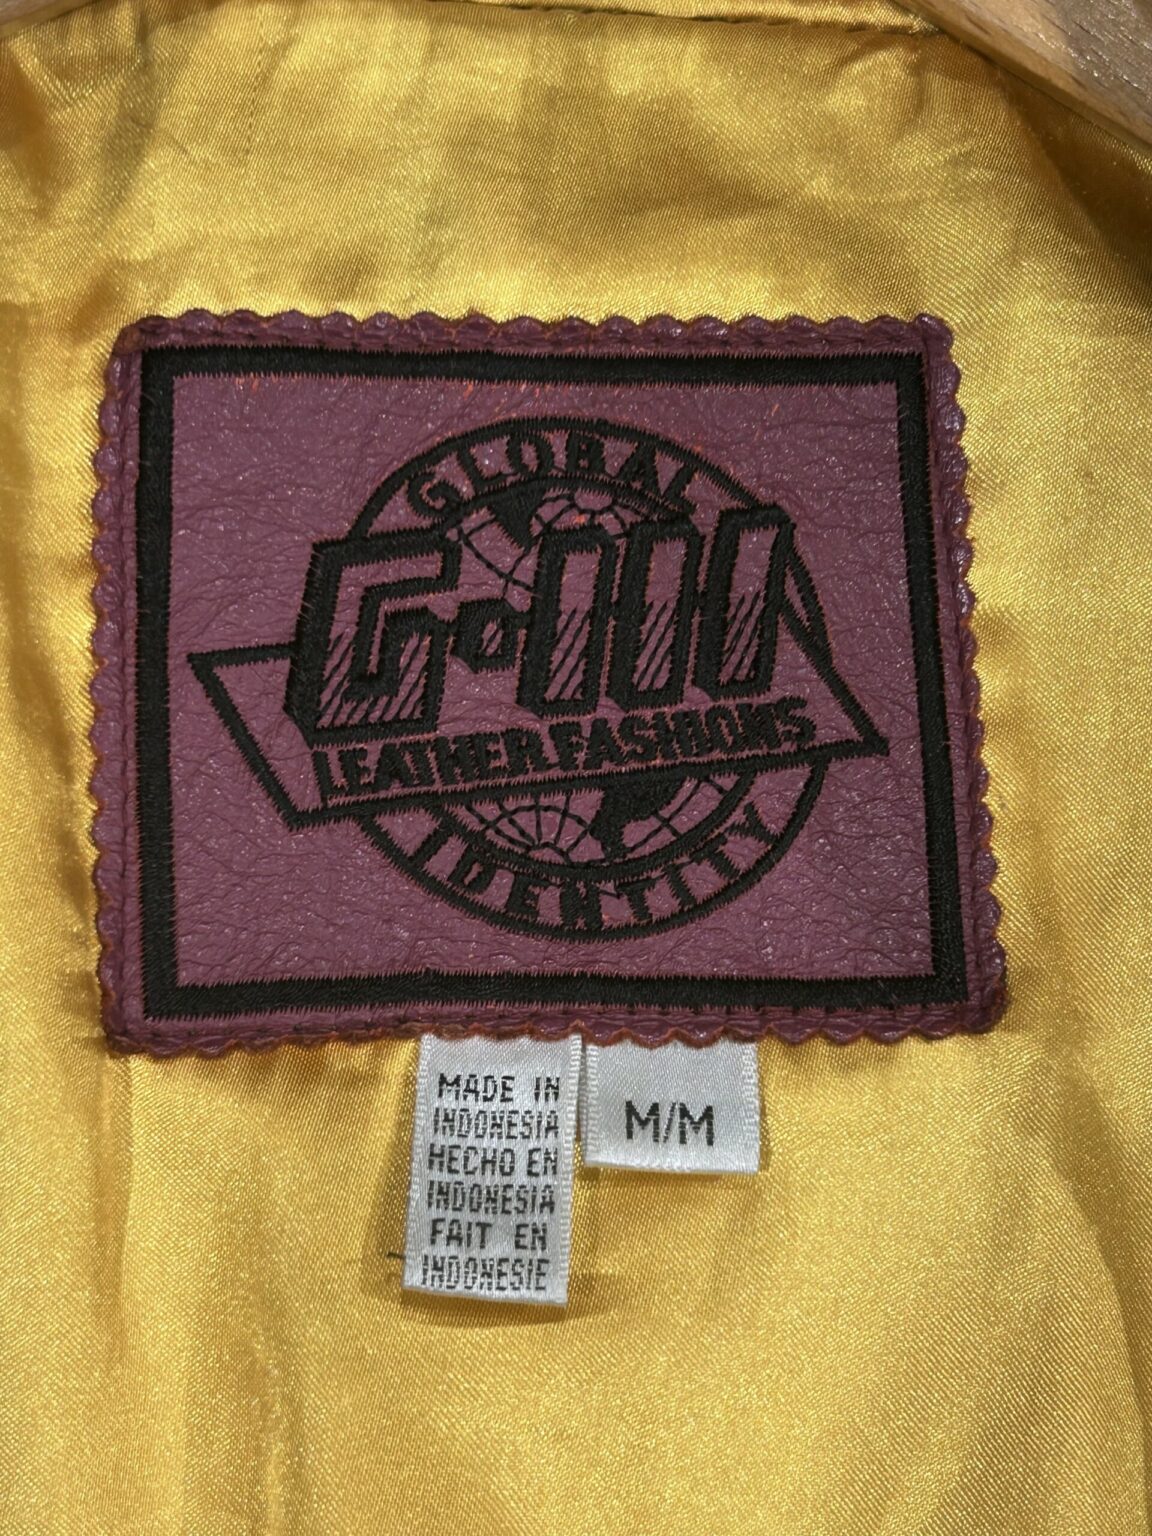 GLOBAL
G-III
LEATHER FASHIONS
IDENTITY
MADE IN
INDONESIA
HECHO EN
INDONESIA
FAIT EN
INDONESIE
M/M